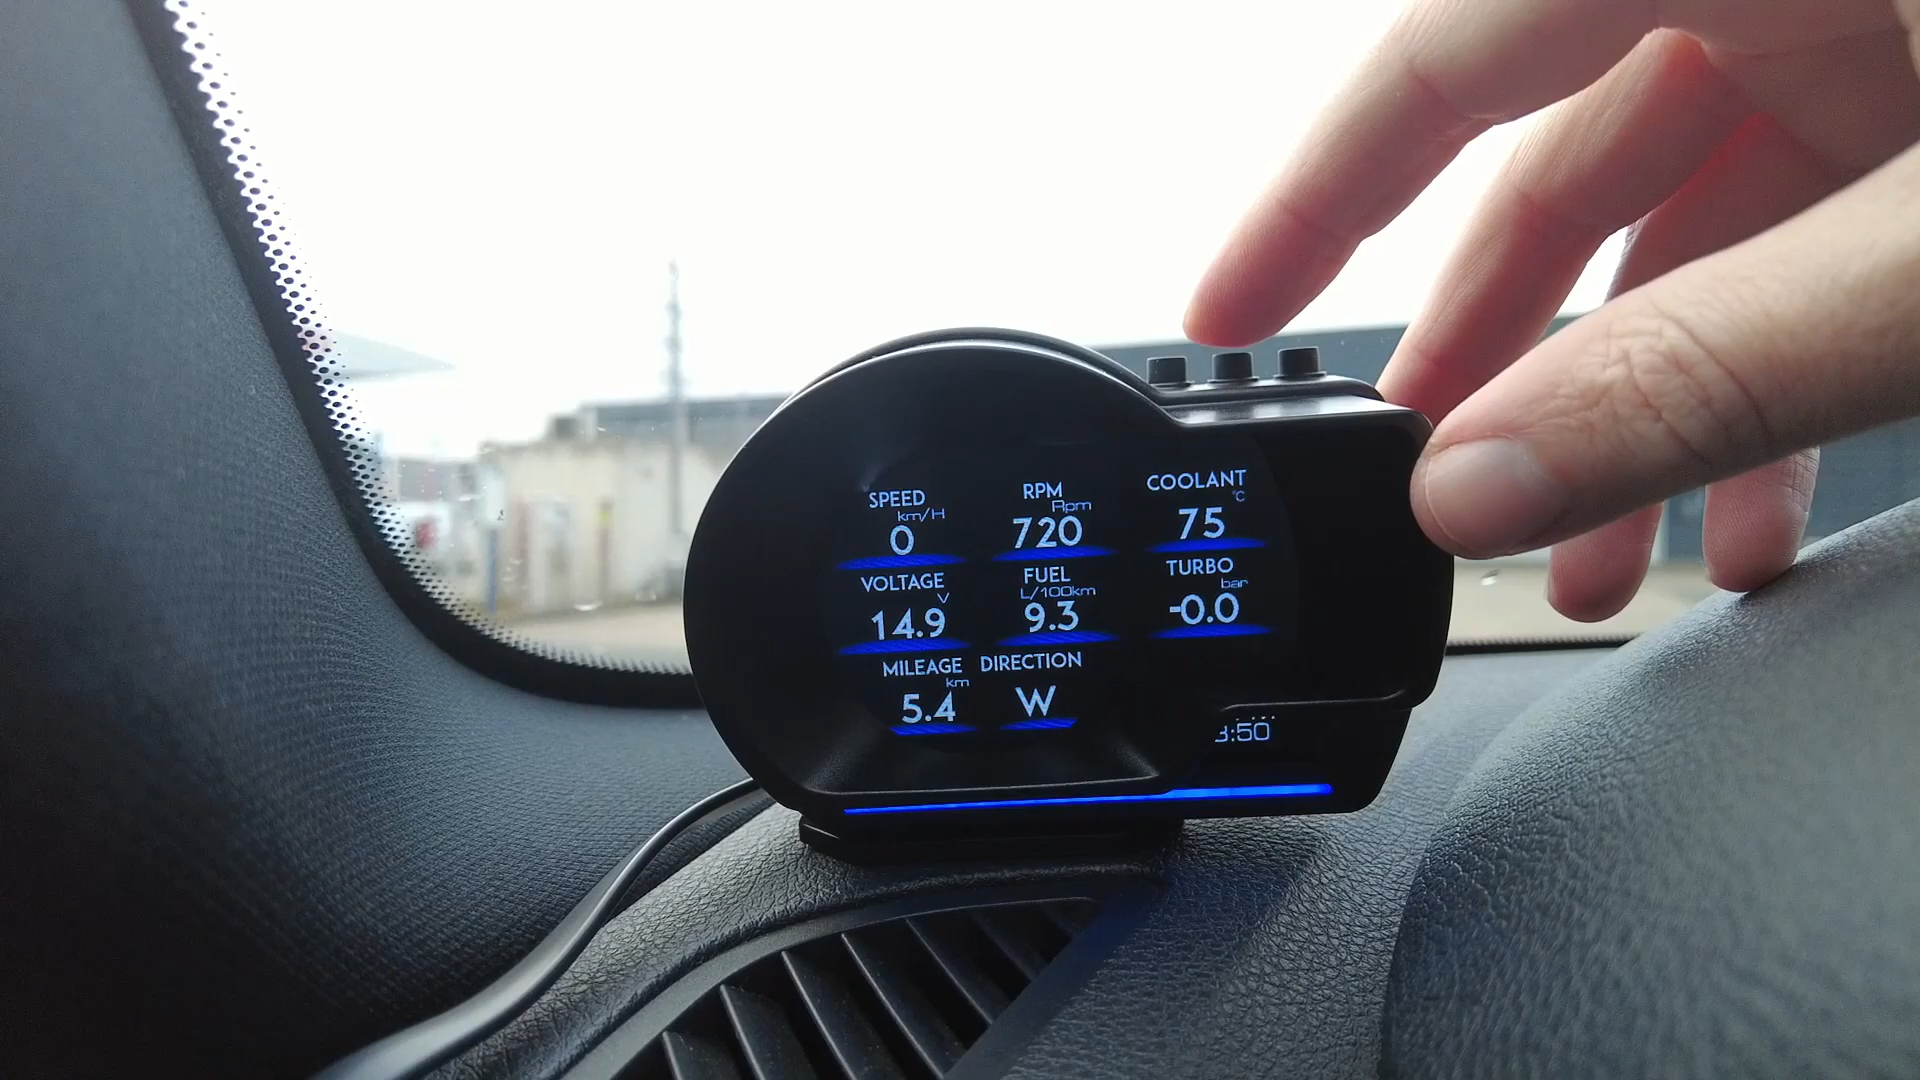 SPEED
km/H
0
RPM
Rpm
720
COOLANT
°C
75
VOLTAGE
V
14.9
FUEL
L/100km
9.3
TURBO
bar
-0.0
MILEAGE
km
5.4
DIRECTION
W
3:50